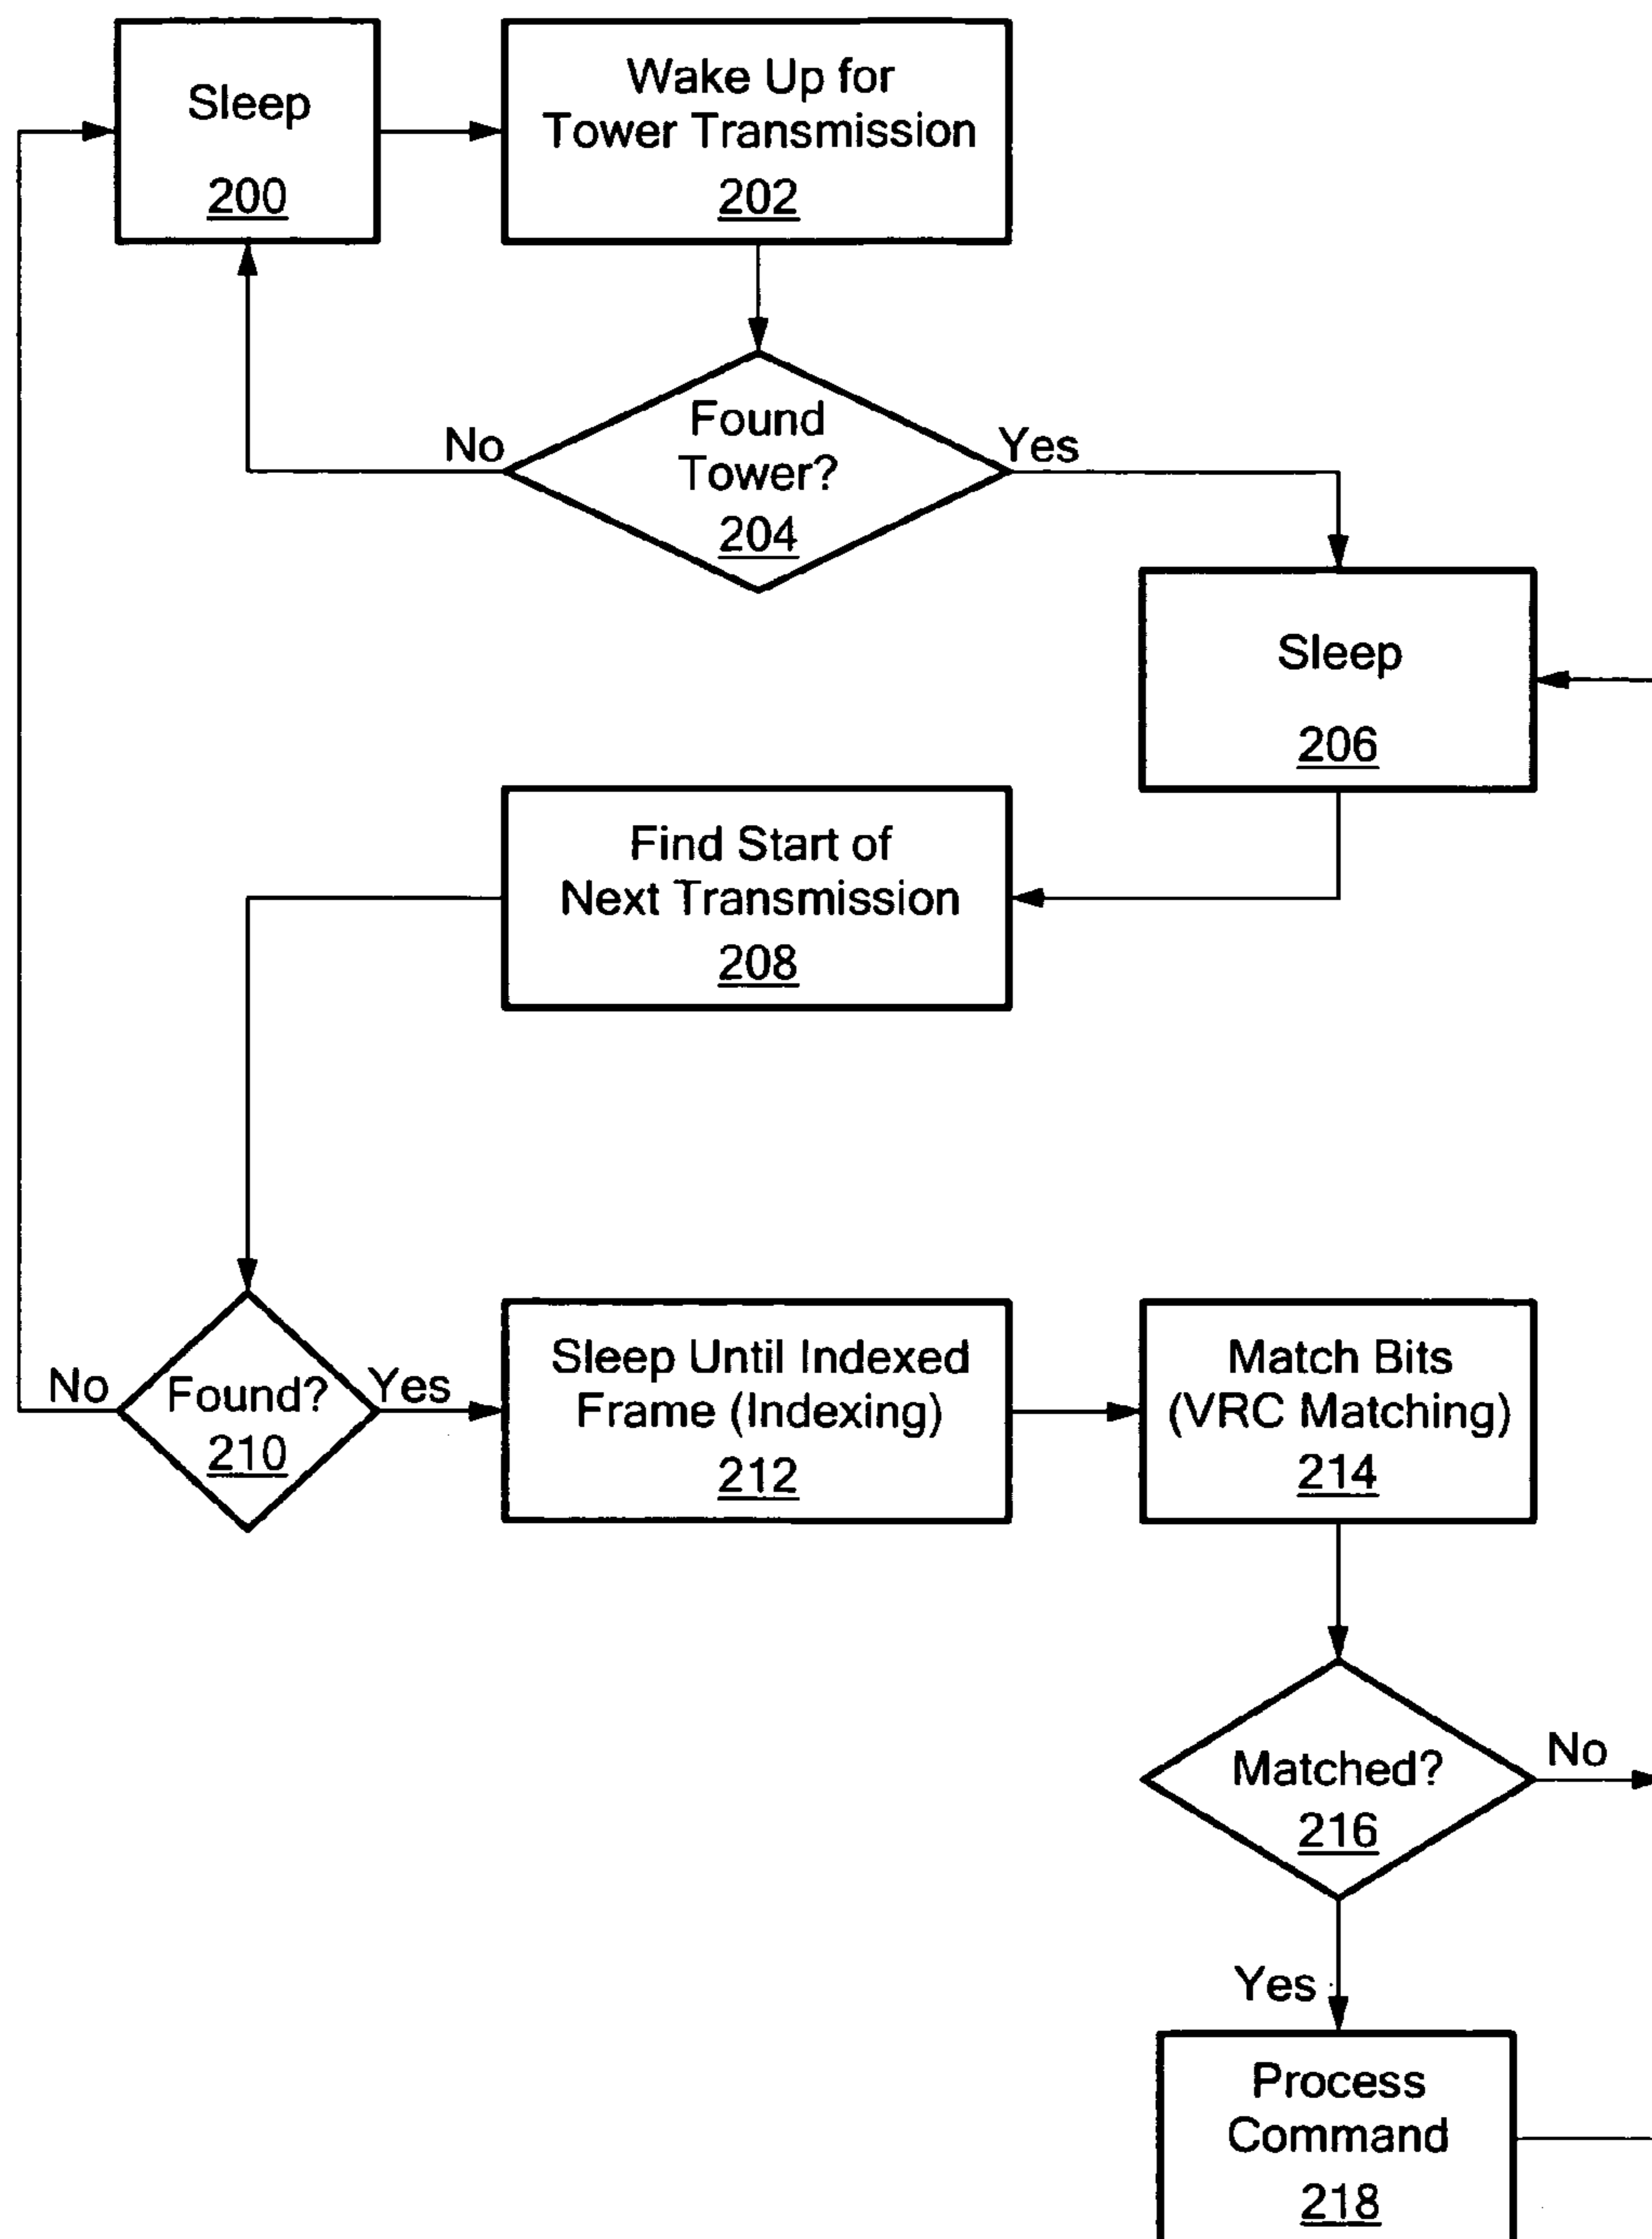 Sleep
200
Wake Up for
Tower Transmission
202
Found
Tower?
204
No
Yes
Sleep
206
Find Start of
Next Transmission
208
No
Found?
210
Yes
Sleep Until Indexed
Frame (Indexing)
212
Match Bits
(VRC Matching)
214
Matched?
216
No
Yes
Process
Command
218